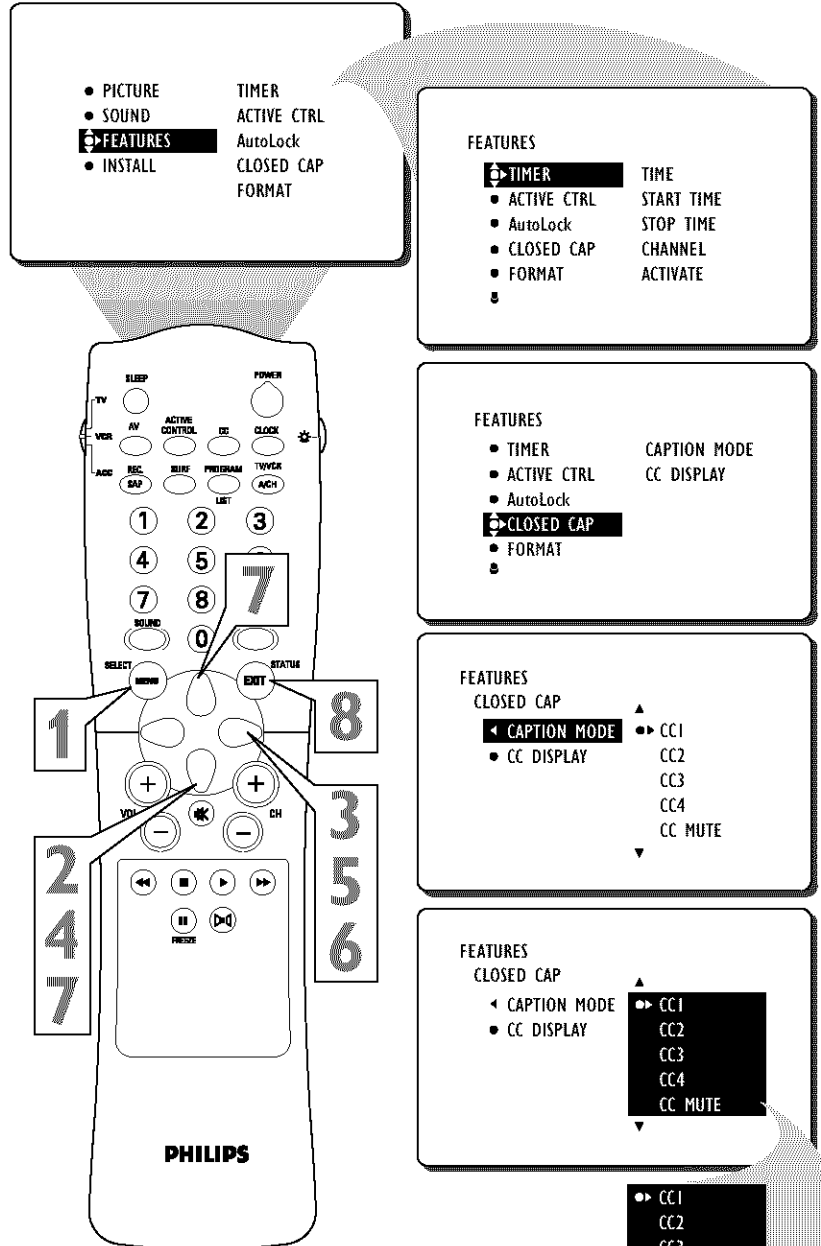 PICTURE TIMER
SOUND ACTIVE CTRL
FEATURES AutoLock
INSTALL CLOSED CAP
FORMAT
FEATURES
TIMER TIME
ACTIVE CTRL START TIME
AutoLock STOP TIME
CLOSED CAP CHANNEL
FORMAT ACTIVATE
FEATURES
TIMER CAPTION MODE
ACTIVE CTRL CC DISPLAY
AutoLock
CLOSED CAP
FORMAT
FEATURES
CLOSED CAP
CAPTION MODE CC1
CC DISPLAY CC2
CC3
CC4
CC MUTE
FEATURES
CLOSED CAP
CAPTION MODE CC1
CC DISPLAY CC2
CC3
CC4
CC MUTE
CC1
CC2
CC3
SLEEP POWER
TV
VCR
ACC
AV ACTIVE CONTROL CC CLOCK
REC. SURF PROGRAM TV/VCR
SAP A/CH
LIST
1 2 3
4 5
7 8
SOUND 0
SELECT STATUS
MENU EXIT
VOL CH
FREEZE
PHILIPS
7
1
8
2
4
7
3
5
6